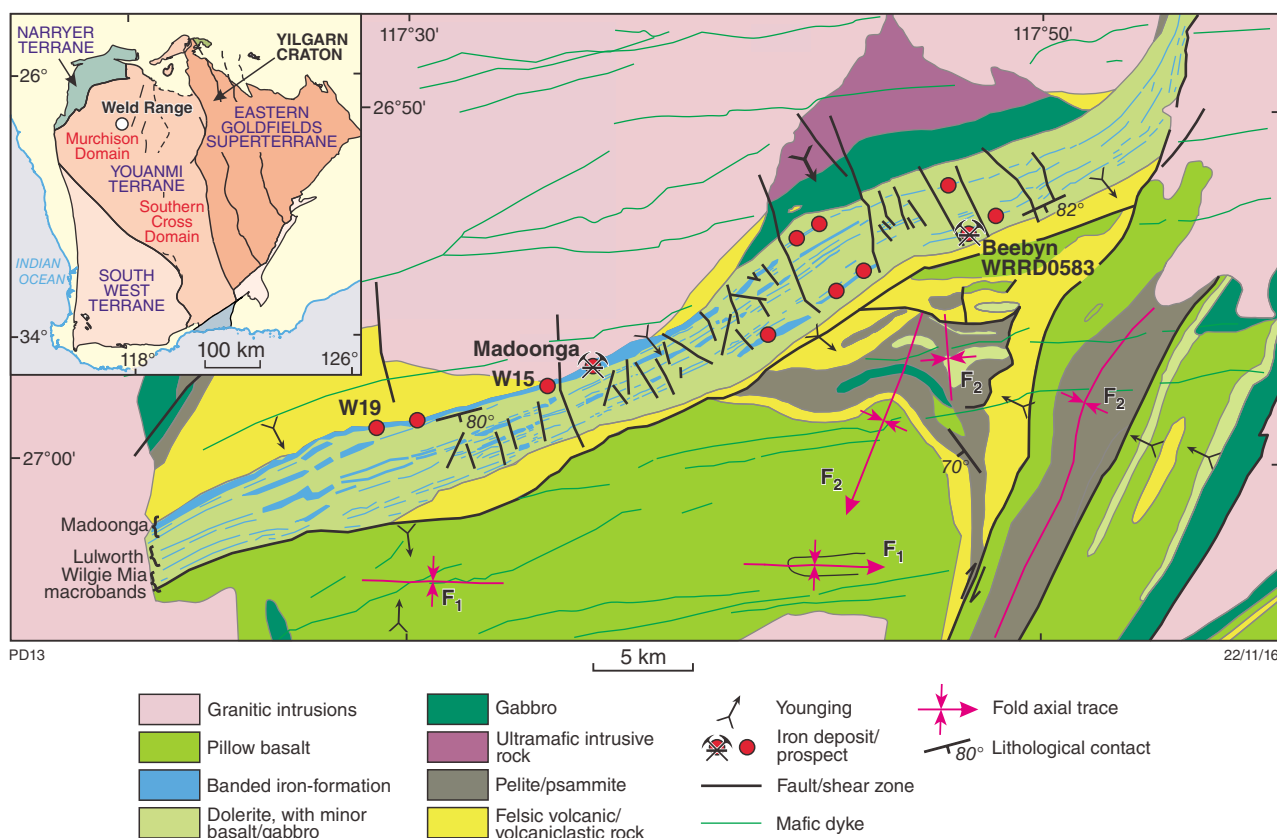 NARRYER
TERRANE
YILGARN
CRATON
26°
Weld Range
EASTERN
GOLDFIELDS
SUPERTERRANE
Murchison
Domain
YOUANMI
TERRANE
Southern
Cross
Domain
INDIAN
OCEAN
SOUTH
WEST
TERRANE
34°
118°
100 km
126°
117°30'
117°50'
26°50'
82°
Beebyn
WRRD0583
Madoonga
W15
W19
80°
F2
F2
27°00'
70°
F2
Madoonga
Lulworth
Wilgie Mia
macrobands
F1
F1
PD13
5 km
22/11/16
Granitic intrusions
Pillow basalt
Banded iron-formation
Dolerite, with minor
basalt/gabbro
Gabbro
Ultramafic intrusive
rock
Pelite/psammite
Felsic volcanic/
volcaniclastic rock
Younging
Iron deposit/
prospect
Fault/shear zone
Mafic dyke
Fold axial trace
80° Lithological contact